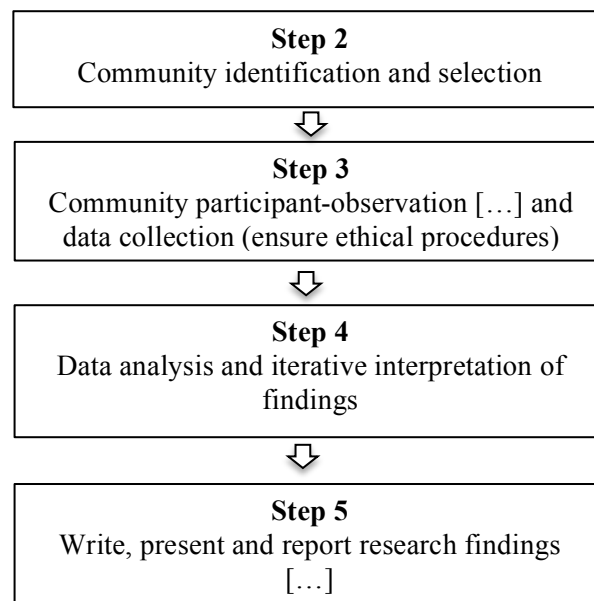 Step 2
Community identification and selection
Step 3
Community participant-observation […] and
data collection (ensure ethical procedures)
Step 4
Data analysis and iterative interpretation of
findings
Step 5
Write, present and report research findings
[…]